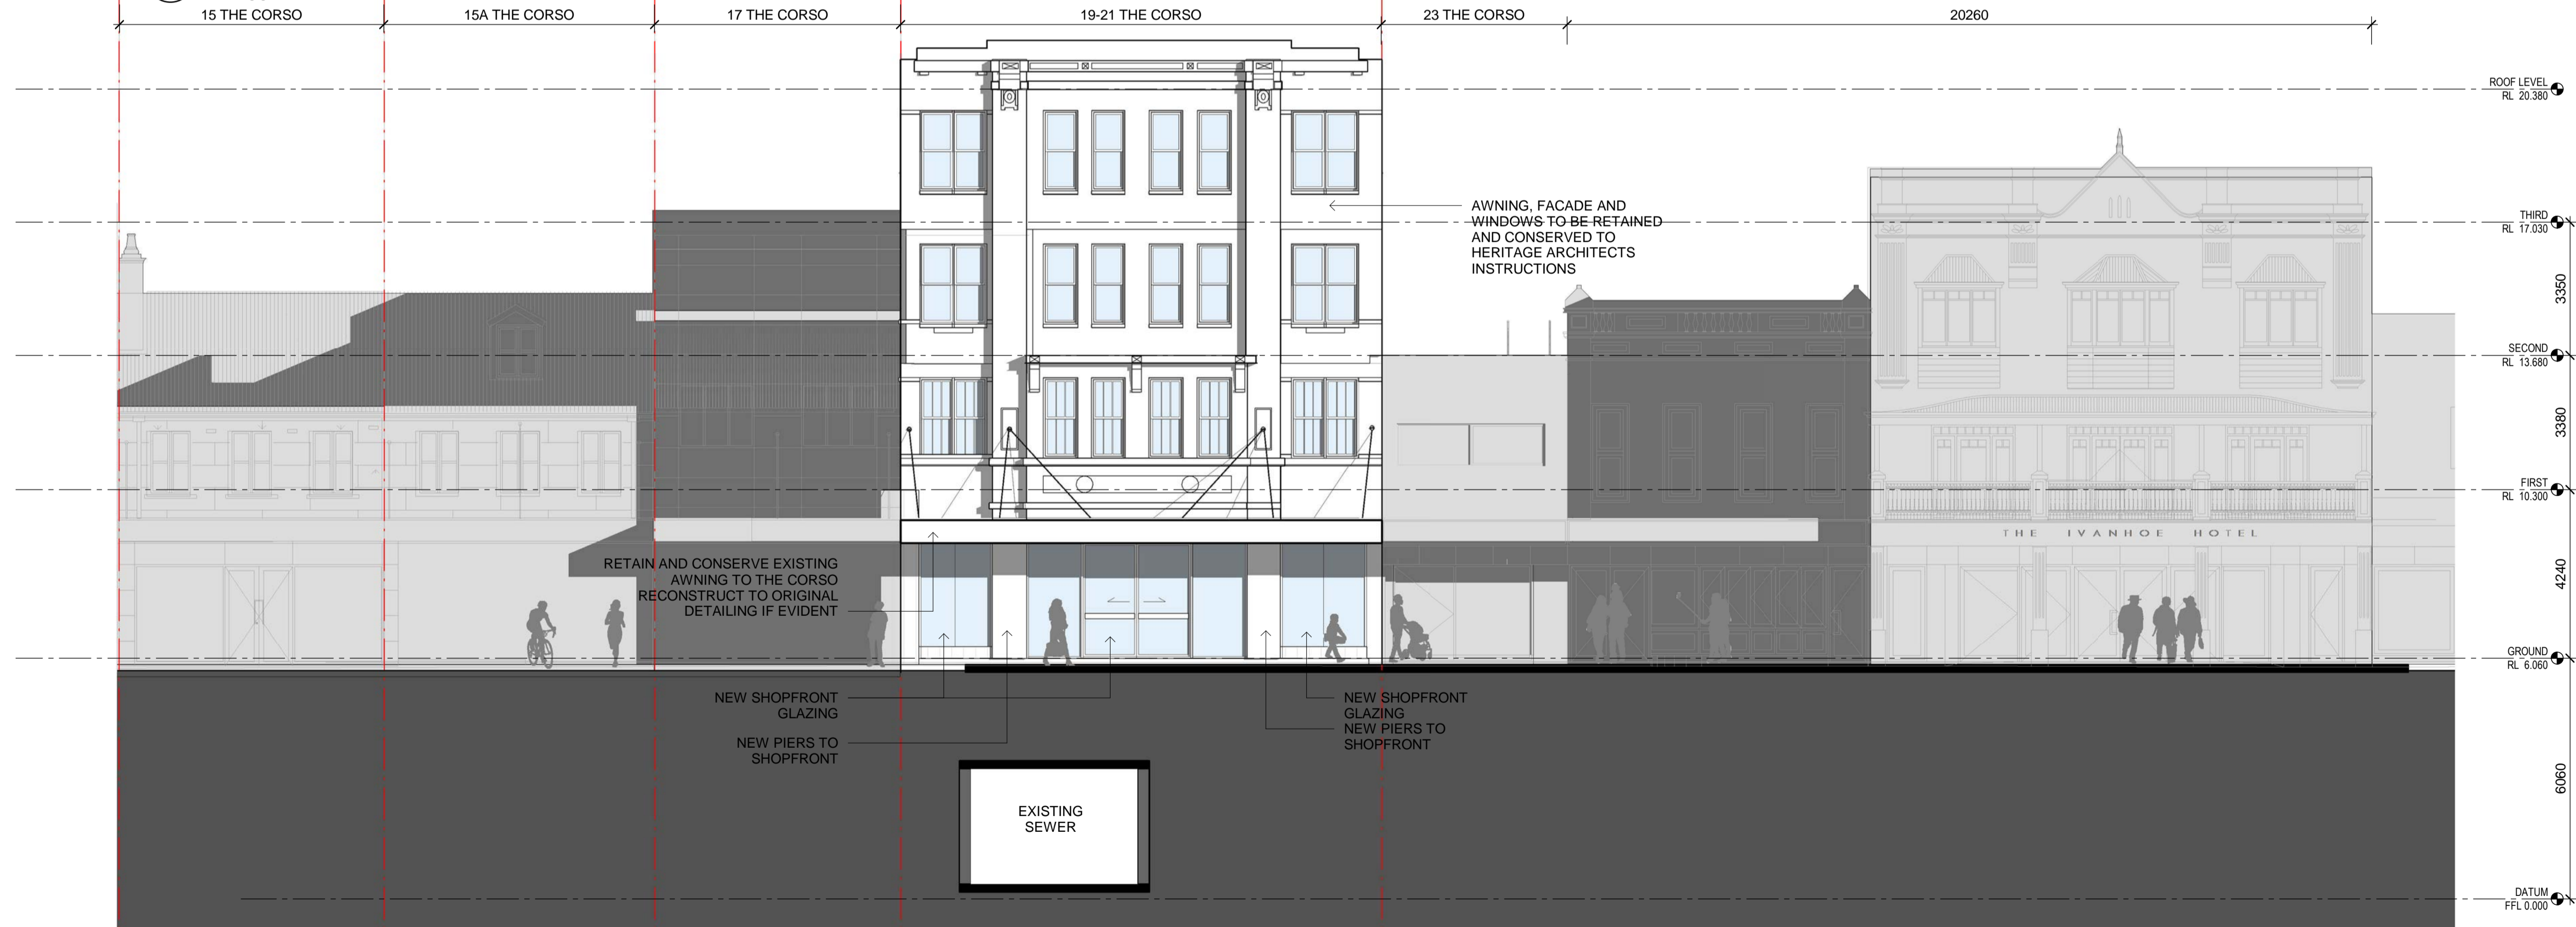 15 THE CORSO
15A THE CORSO
17 THE CORSO
19-21 THE CORSO
23 THE CORSO
20260
ROOF LEVEL
RL 20.380
THIRD
RL 17.030
3350
SECOND
RL 13.680
3380
FIRST
RL 10.300
4240
GROUND
RL 6.060
6060
DATUM
FFL 0.000
AWNING, FACADE AND
WINDOWS TO BE RETAINED
AND CONSERVED TO
HERITAGE ARCHITECTS
INSTRUCTIONS
THE IVANHOE HOTEL
RETAIN AND CONSERVE EXISTING
AWNING TO THE CORSO
RECONSTRUCT TO ORIGINAL
DETAILING IF EVIDENT
NEW SHOPFRONT
GLAZING
NEW PIERS TO
SHOPFRONT
NEW SHOPFRONT
GLAZING
NEW PIERS TO
SHOPFRONT
EXISTING
SEWER